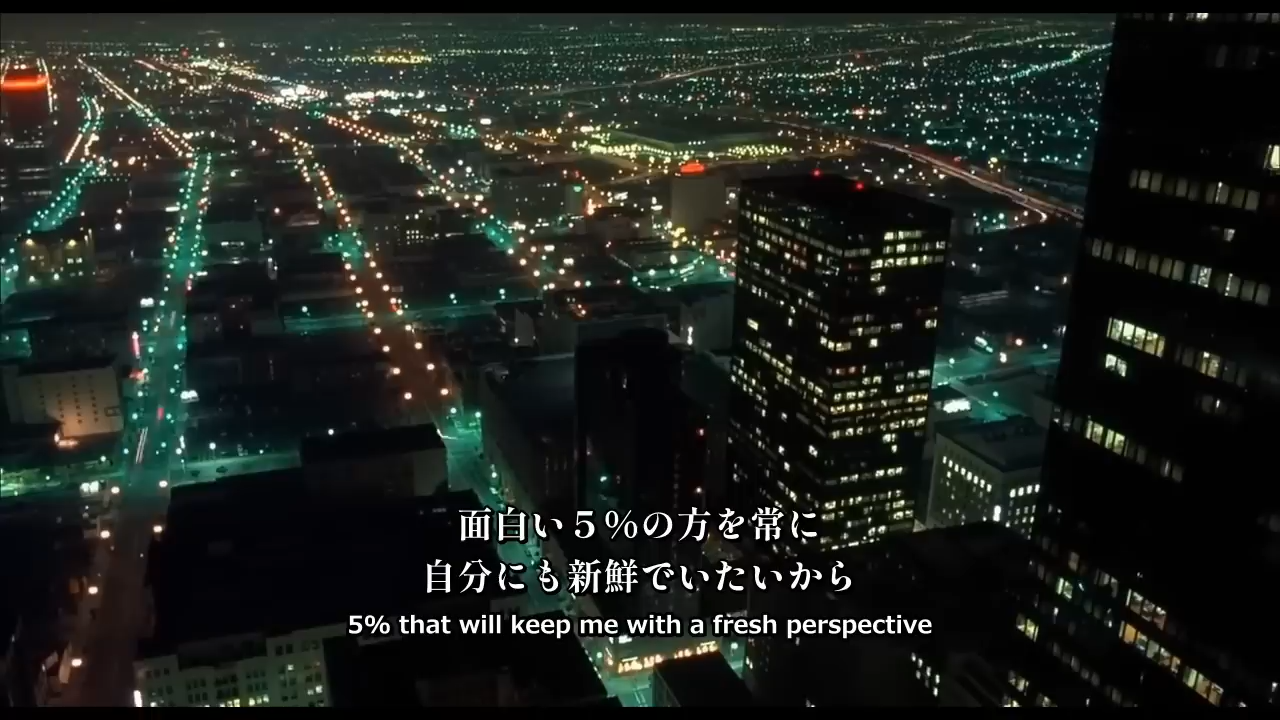 面白い５％の方を常に
自分にも新鮮でいたいから
5% that will keep me with a fresh perspective